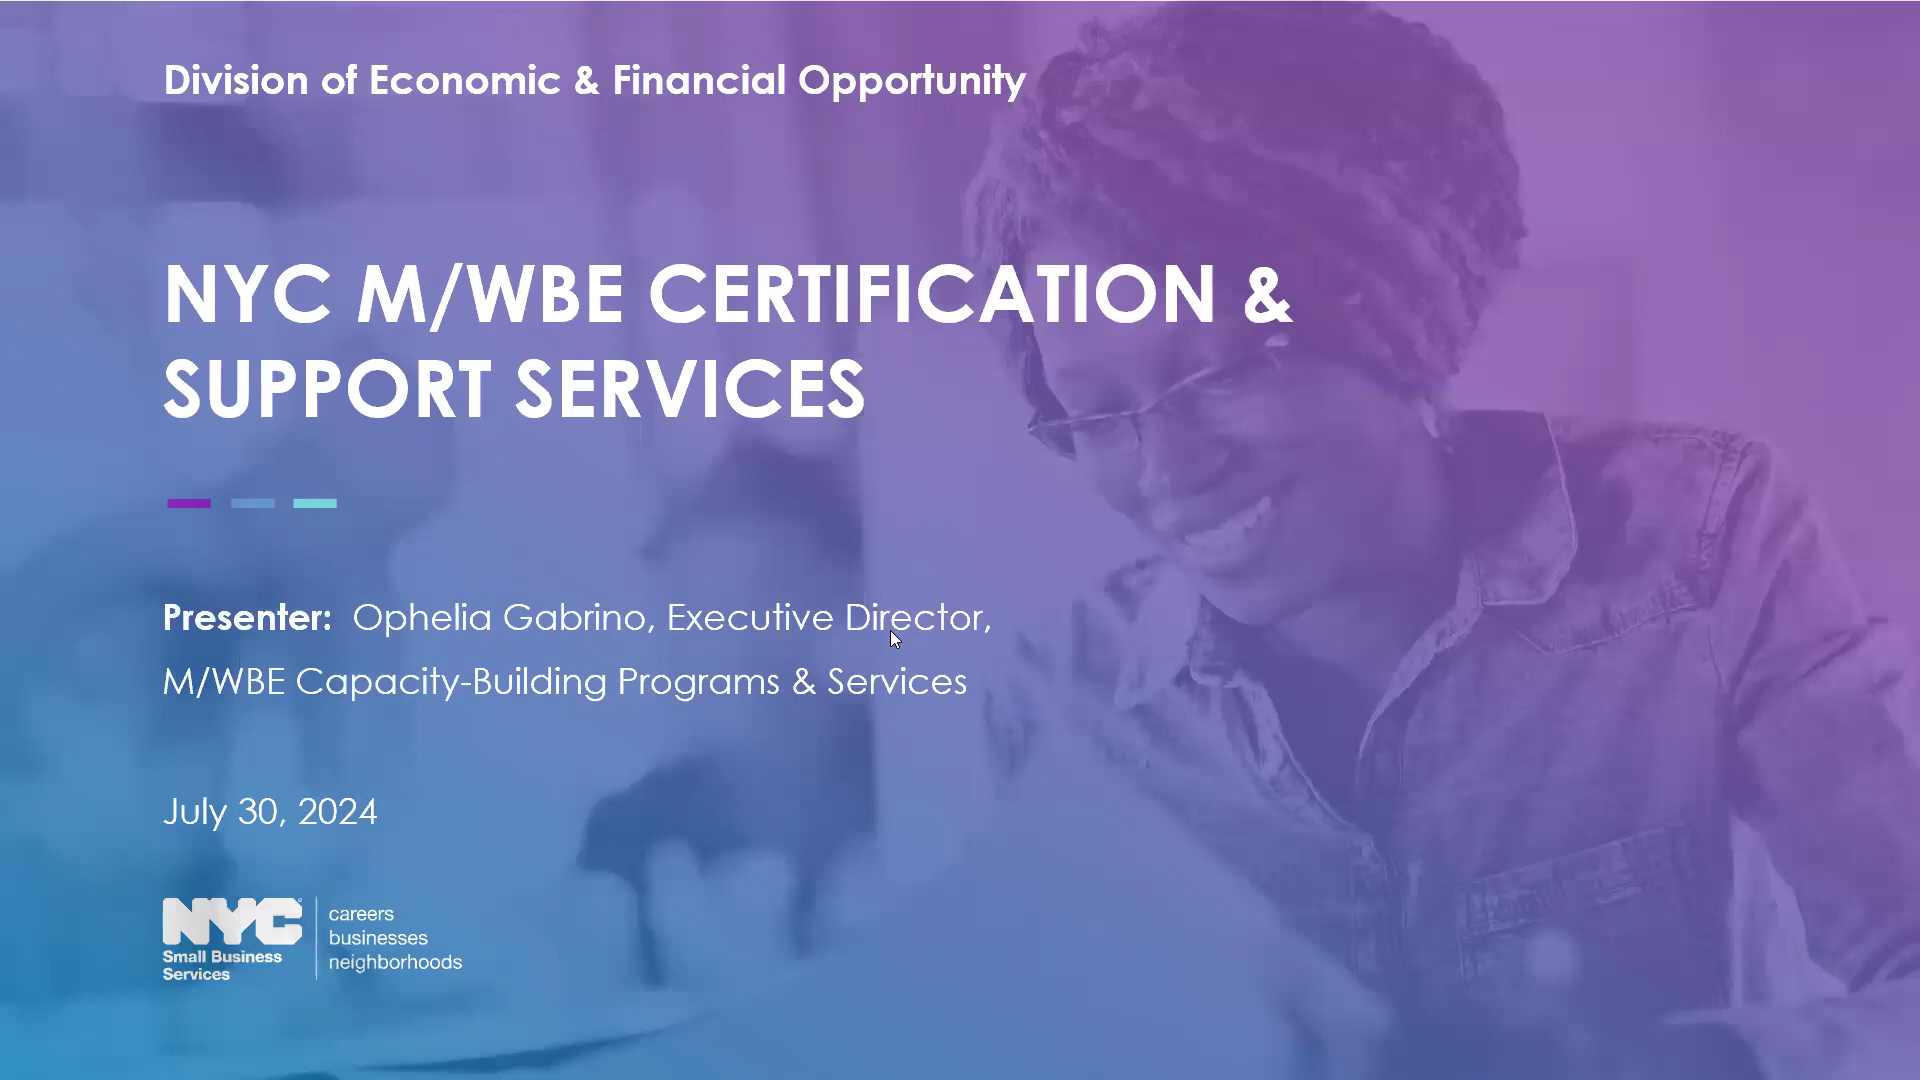 Division of Economic & Financial Opportunity
NYC M/WBE CERTIFICATION &
SUPPORT SERVICES
Presenter: Ophelia Gabrino, Executive Director,
M/WBE Capacity-Building Programs & Services
July 30, 2024
NYC
Small Business
Services
careers
businesses
neighborhoods